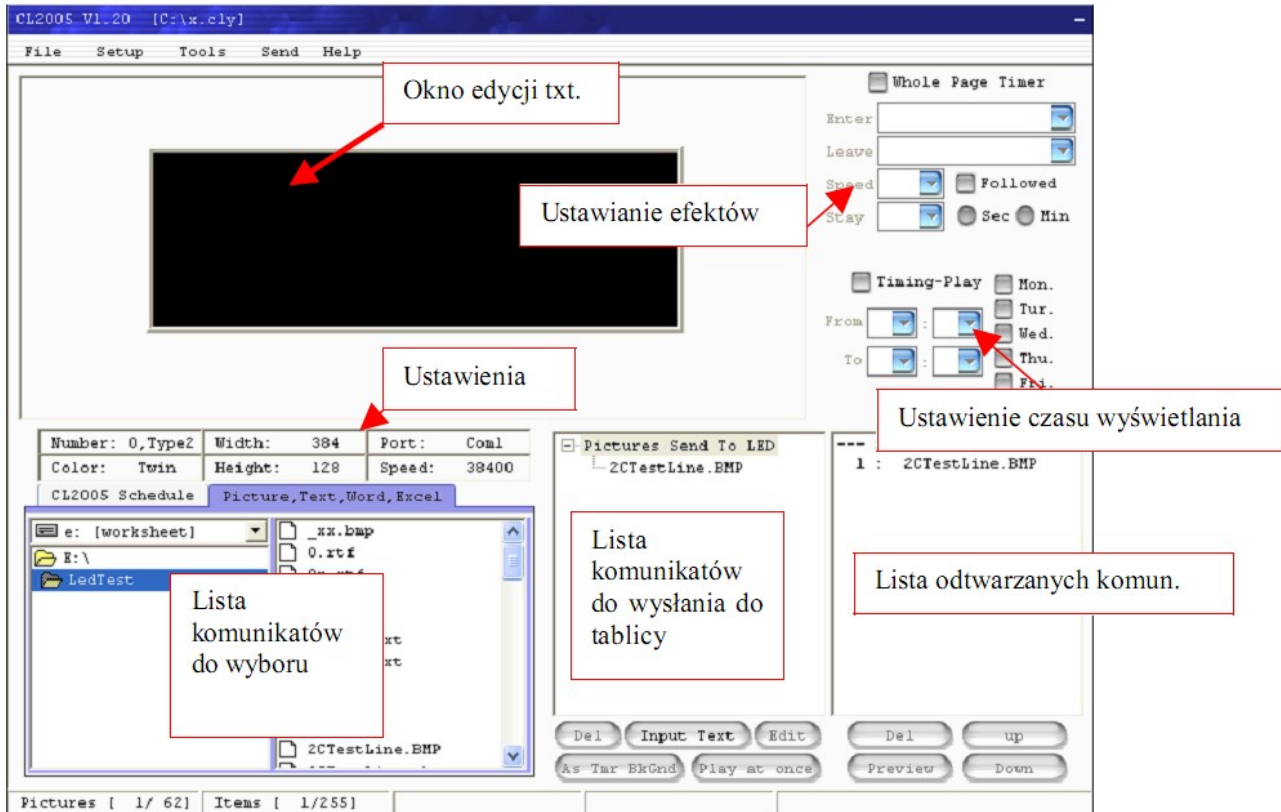 CL2005 V1.20 [C:\x.cly]
File Setup Tools Send Help
Okno edycji txt.
Whole Page Timer
Enter
Leave
Speed
Followed
Ustawianie efektów
Stay
Sec
Min
Timing-Play
Mon.
Tur.
From
:
Wed.
To
:
Thu.
Fri.
Ustawienia
Ustawienie czasu wyświetlania
Number: 0,Type2 Width: 384 Port: Com1
Color: Twin Height: 128 Speed: 38400
CL2005 Schedule Picture,Text,Word,Excel
e: [worksheet]
E:\
LedTest
_xx.bmp
0.rtf
Lista
komunikatów
do wyboru
xt
xt
2CTestLine.BMP
Pictures Send To LED
2CTestLine.BMP
Lista
komunikatów
do wysłania do
tablicy
---
1 : 2CTestLine.BMP
Lista odtwarzanych komun.
Del Input Text Edit
As Tmr BkGnd Play at once
Del up
Preview Down
Pictures [ 1/ 62] Items [ 1/255]